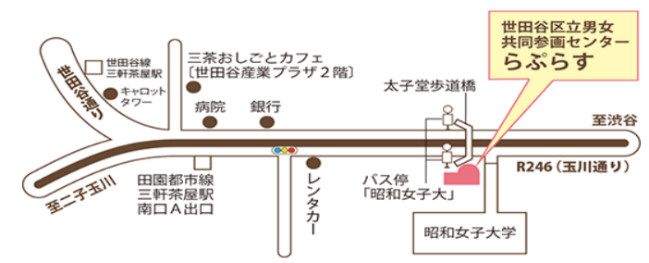 世田谷区立男女
共同参画センター
らぷらす
世田谷通り
世田谷線
三軒茶屋駅
キャロット
タワー
三茶おしごとカフェ
〔世田谷産業プラザ2階〕
病院
銀行
太子堂歩道橋
至渋谷
R246(玉川通り)
至二子玉川
田園都市線
三軒茶屋駅
南口A出口
レンタカー
バス停
「昭和女子大」
昭和女子大学